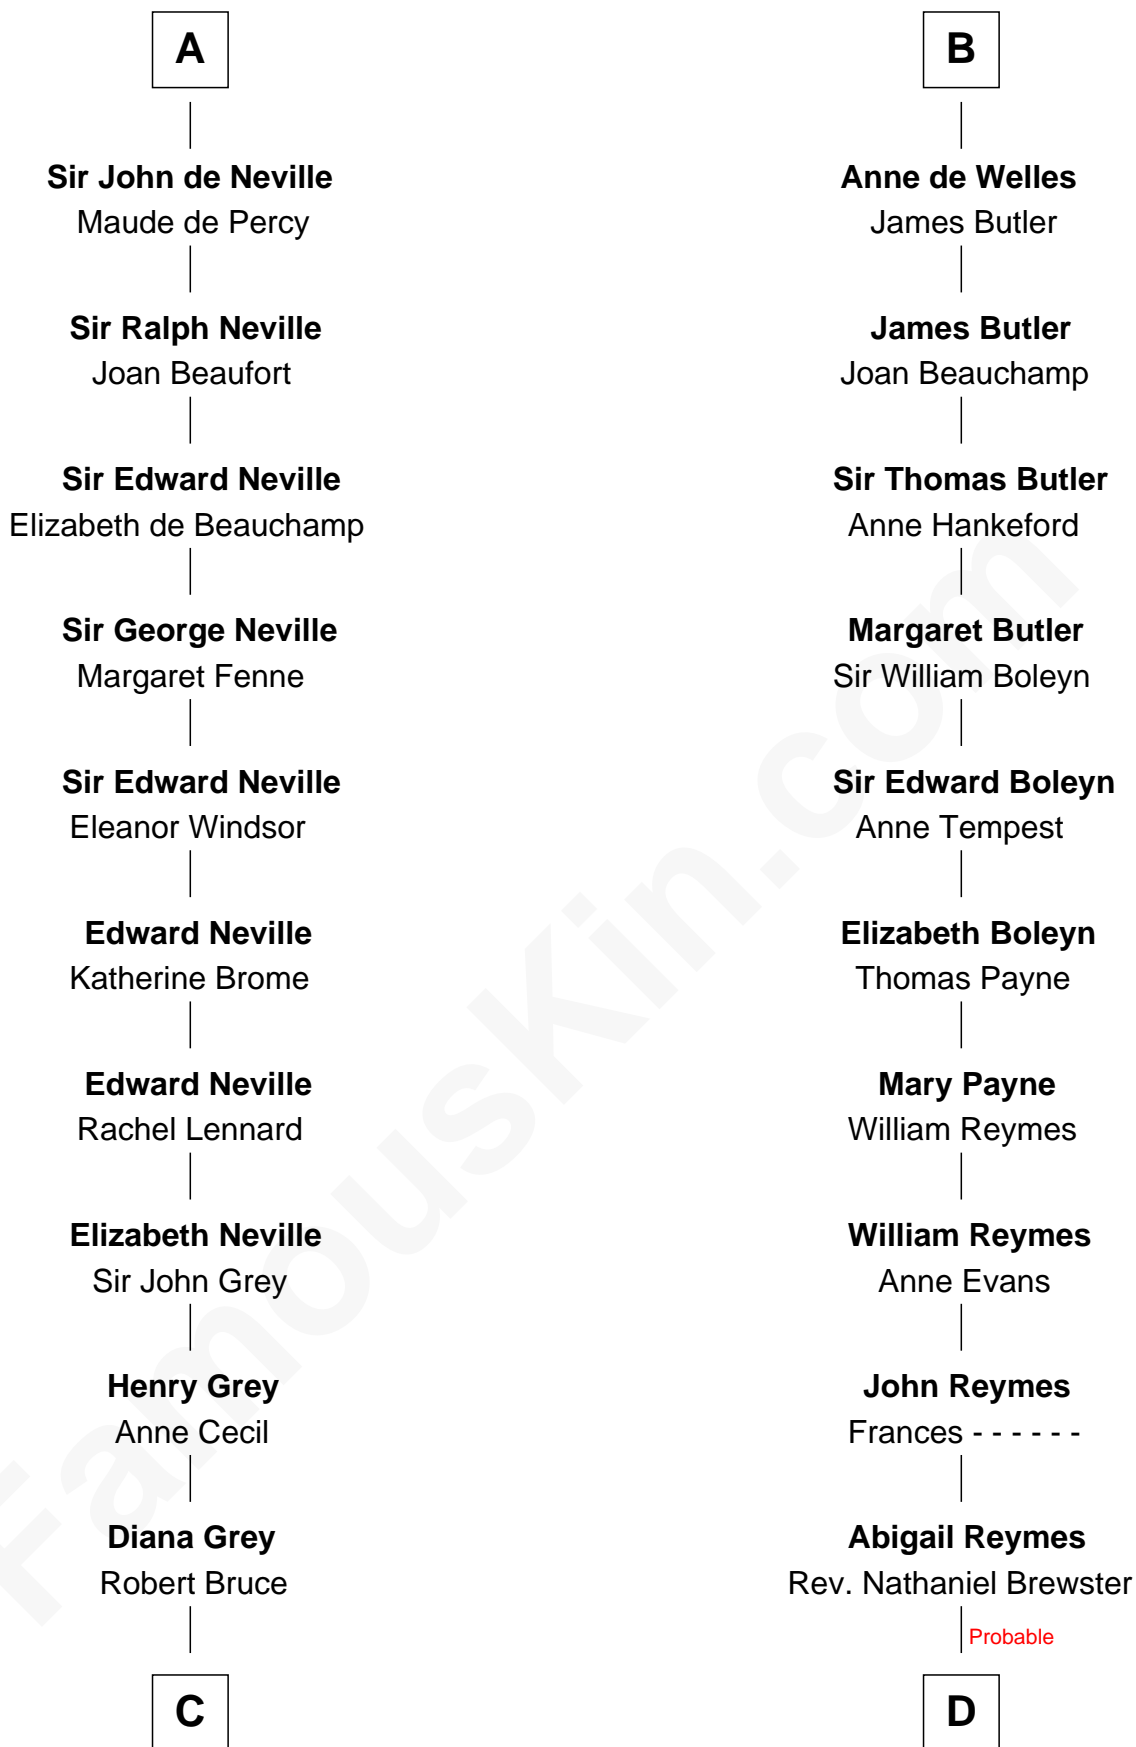 A
Sir John de Neville
Maude de Percy
Sir Ralph Neville
Joan Beaufort
Sir Edward Neville
Elizabeth de Beauchamp
Sir George Neville
Margaret Fenne
Sir Edward Neville
Eleanor Windsor
Edward Neville
Katherine Brome
Edward Neville
Rachel Lennard
Elizabeth Neville
Sir John Grey
Henry Grey
Anne Cecil
Diana Grey
Robert Bruce
C
B
Anne de Welles
James Butler
James Butler
Joan Beauchamp
Sir Thomas Butler
Anne Hankeford
Margaret Butler
Sir William Boleyn
Sir Edward Boleyn
Anne Tempest
Elizabeth Boleyn
Thomas Payne
Mary Payne
William Reymes
William Reymes
Anne Evans
John Reymes
Frances - - - - - -
Abigail Reymes
Rev. Nathaniel Brewster
Probable
D
FamousKin.com